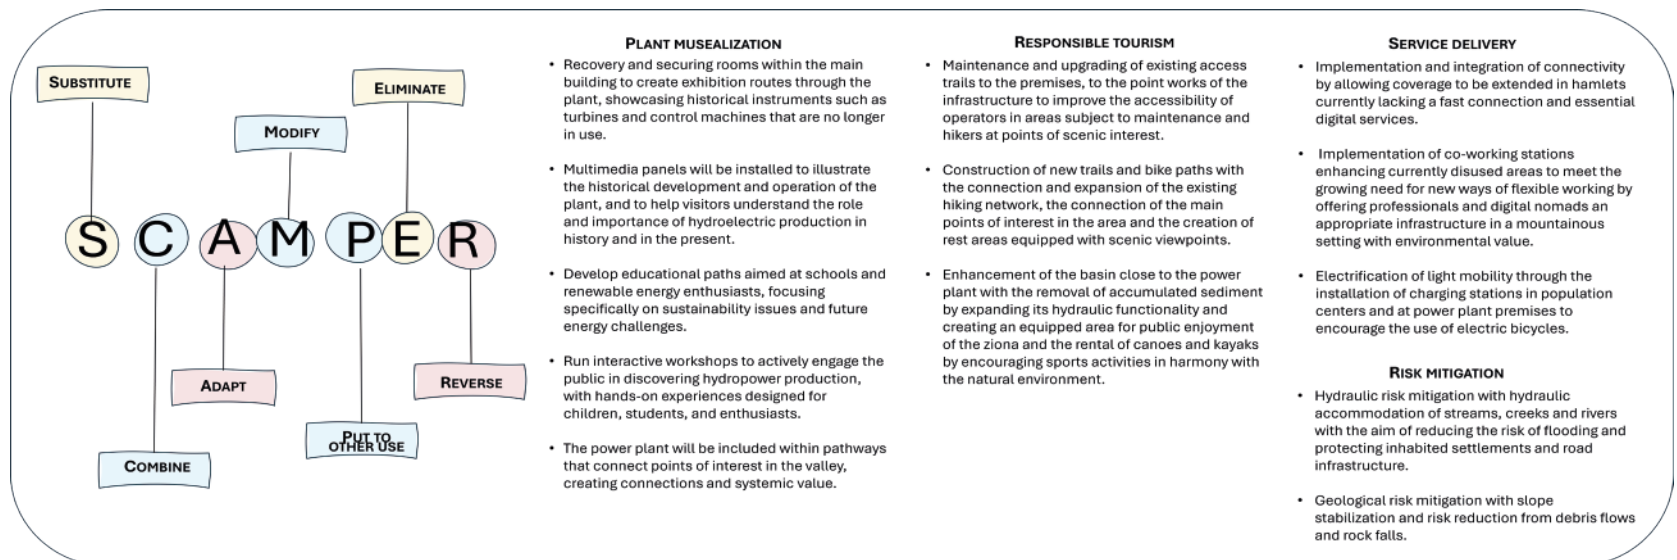 SUBSTITUTE
ELIMINATE
MODIFY
SCAMPER
ADAPT
REVERSE
PUT TO
OTHER USE
COMBINE
PLANT MUSEALIZATION
• Recovery and securing rooms within the main
building to create exhibition routes through the
plant, showcasing historical instruments such as
turbines and control machines that are no longer
in use.
• Multimedia panels will be installed to illustrate
the historical development and operation of the
plant, and to help visitors understand the role
and importance of hydroelectric production in
history and in the present.
• Develop educational paths aimed at schools and
renewable energy enthusiasts, focusing
specifically on sustainability issues and future
energy challenges.
• Run interactive workshops to actively engage the
public in discovering hydropower production,
with hands-on experiences designed for
children, students, and enthusiasts.
• The power plant will be included within pathways
that connect points of interest in the valley,
creating connections and systemic value.
RESPONSIBLE TOURISM
• Maintenance and upgrading of existing access
trails to the premises, to the point works of the
infrastructure to improve the accessibility of
operators in areas subject to maintenance and
hikers at points of scenic interest.
• Construction of new trails and bike paths with
the connection and expansion of the existing
hiking network, the connection of the main
points of interest in the area and the creation of
rest areas equipped with scenic viewpoints.
• Enhancement of the basin close to the power
plant with the removal of accumulated sediment
by expanding its hydraulic functionality and
creating an equipped area for public enjoyment
of the ziona and the rental of canoes and kayaks
by encouraging sports activities in harmony with
the natural environment.
SERVICE DELIVERY
• Implementation and integration of connectivity
by allowing coverage to be extended in hamlets
currently lacking a fast connection and essential
digital services.
• Implementation of co-working stations
enhancing currently disused areas to meet the
growing need for new ways of flexible working by
offering professionals and digital nomads an
appropriate infrastructure in a mountainous
setting with environmental value.
• Electrification of light mobility through the
installation of charging stations in population
centers and at power plant premises to
encourage the use of electric bicycles.
RISK MITIGATION
• Hydraulic risk mitigation with hydraulic
accommodation of streams, creeks and rivers
with the aim of reducing the risk of flooding and
protecting inhabited settlements and road
infrastructure.
• Geological risk mitigation with slope
stabilization and risk reduction from debris flows
and rock falls.